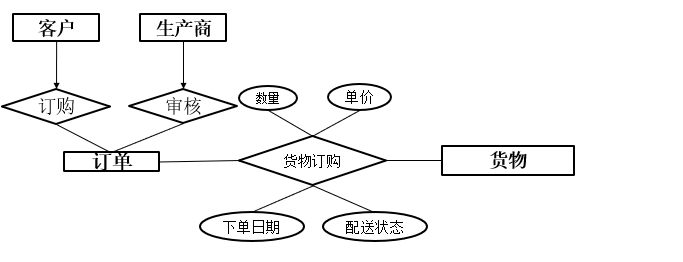 客户
生产商
订购
审核
数量
单价
订单
货物订购
货物
下单日期
配送状态